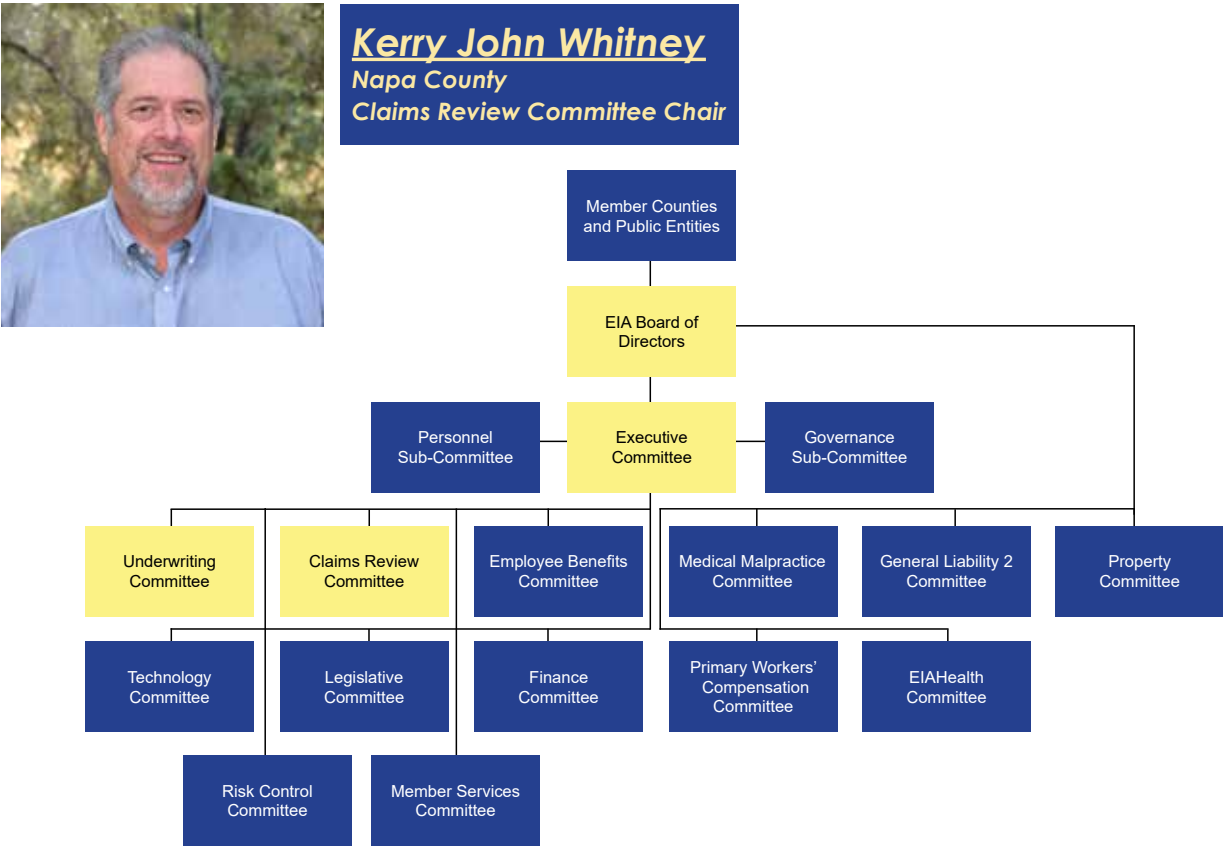 Kerry John Whitney
Napa County
Claims Review Committee Chair
Member Counties
and Public Entities
EIA Board of
Directors
Personnel
Sub-Committee
Executive
Committee
Governance
Sub-Committee
Underwriting
Committee
Claims Review
Committee
Employee Benefits
Committee
Medical Malpractice
Committee
General Liability 2
Committee
Property
Committee
Technology
Committee
Legislative
Committee
Finance
Committee
Primary Workers’
Compensation
Committee
EIAHealth
Committee
Risk Control
Committee
Member Services
Committee